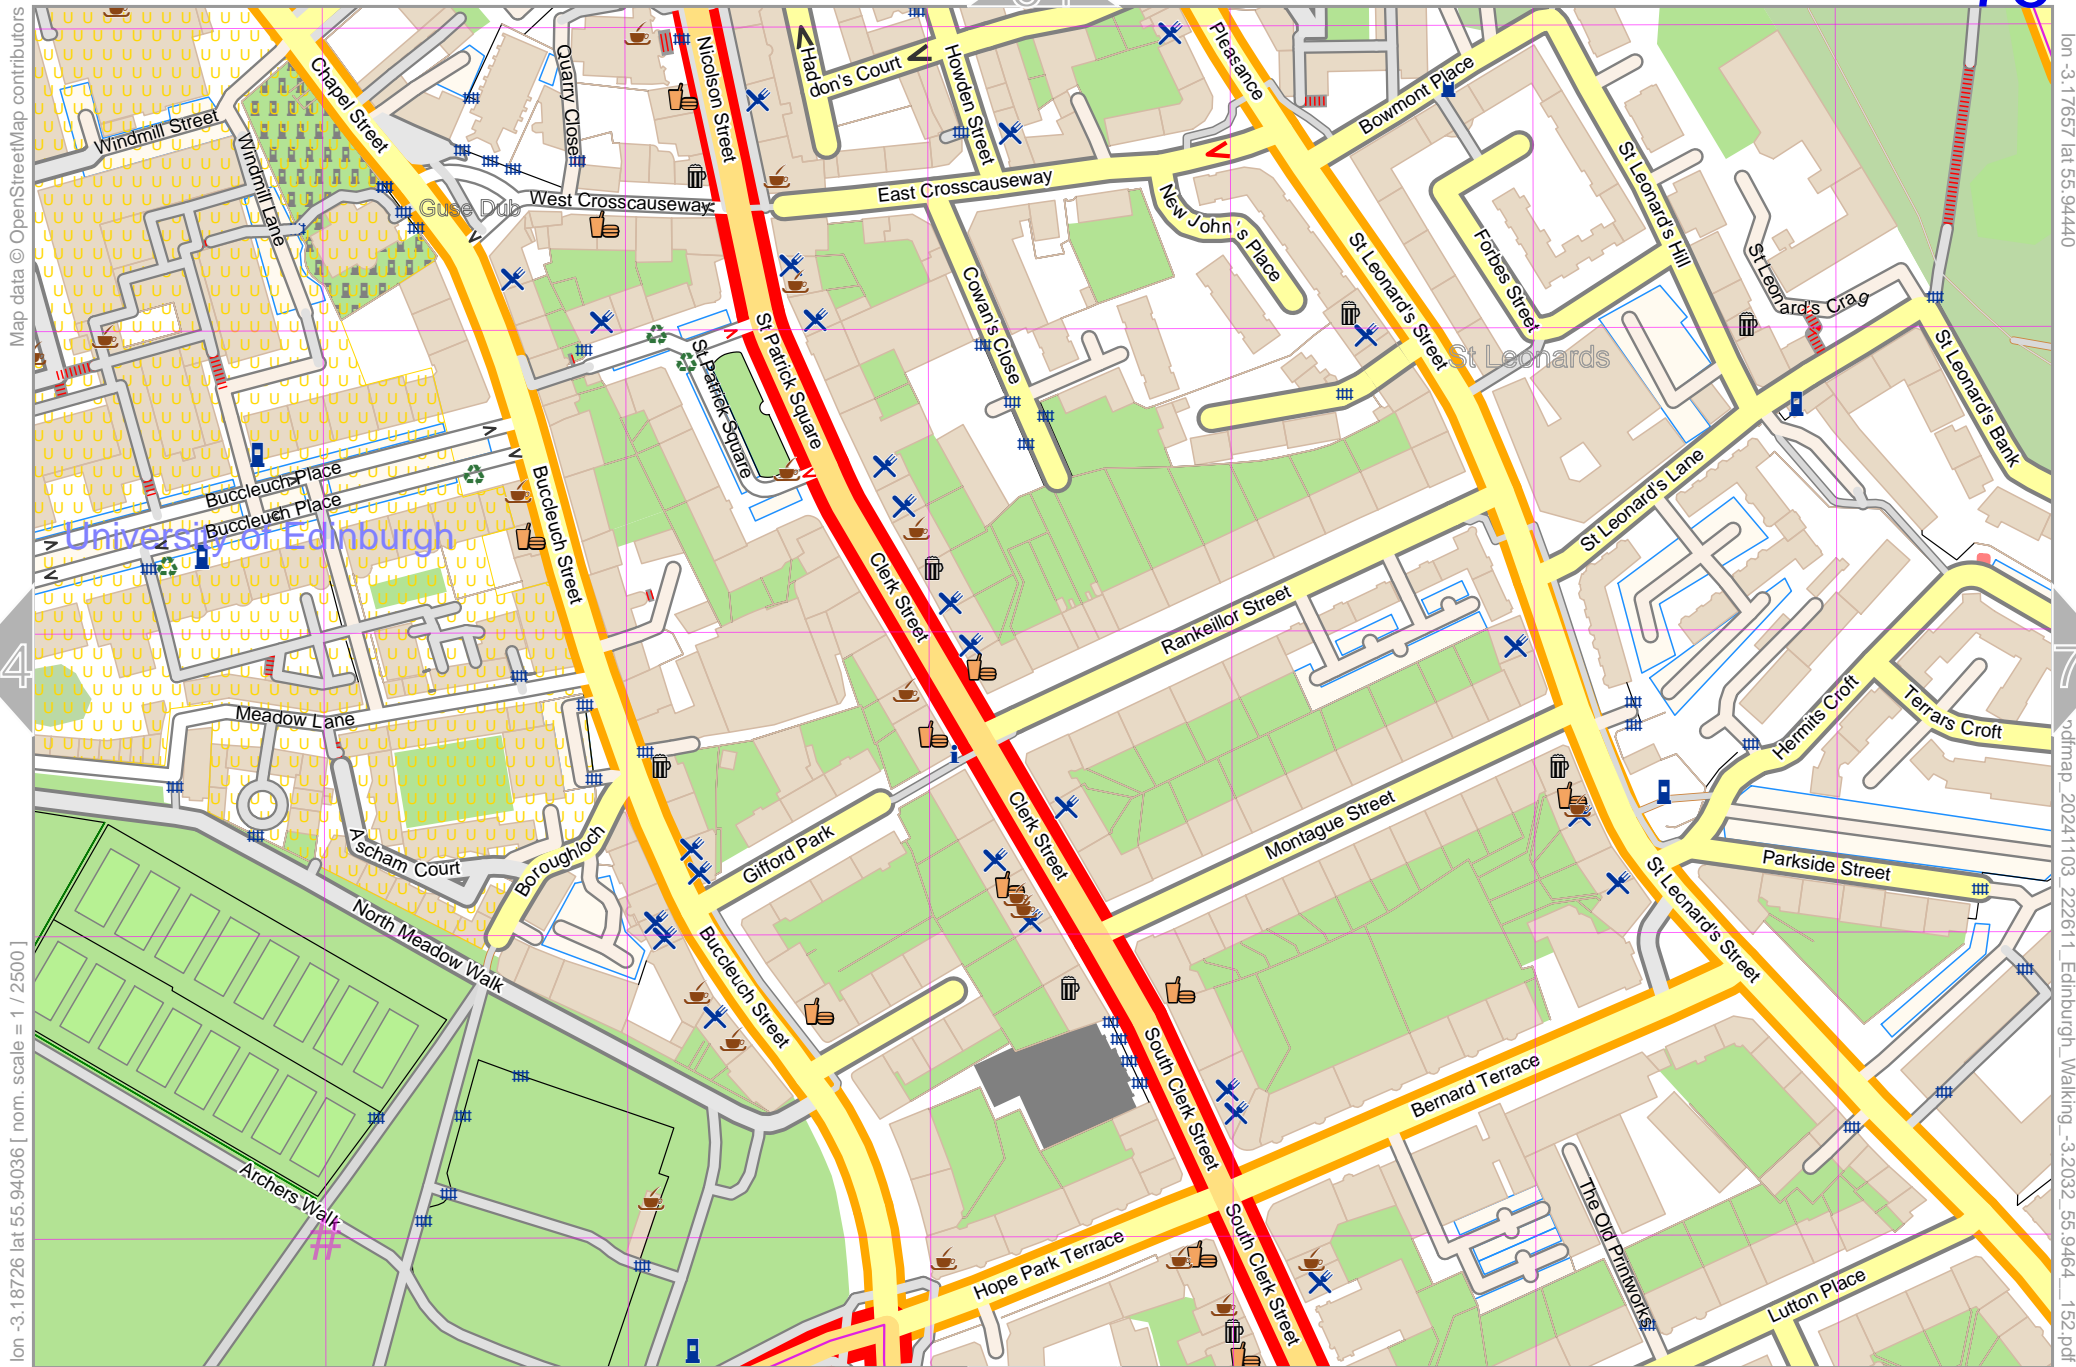 Map data © OpenStreetMap contributors
lon -3.18726 lat 55.94036 [ nom. scale = 1 / 2500 ]
lon -3.17657 lat 55.94440
pdfmap_20241103_222611_Edinburgh_Walking_-3.2032_55.9464__152.pdf
4
7
Chapel Street
Quarry Close
Nicolson Street
Haddon's Court
Howden Street
Pleasance
Bowmont Place
Windmill Street
Windmill Lane
Guse Dub
West Crosscauseway
East Crosscauseway
New John's Place
St Leonard's Hill
Forbes Street
St Leonard's Crag
St Leonard's Street
St Leonards
St Leonard's Bank
Cowan's Close
St Patrick Square
St Patrick Square
Buccleuch Place
Buccleuch Place
University of Edinburgh
Buccleuch Street
Clerk Street
St Leonard's Lane
Rankeillor Street
Meadow Lane
Hermits Croft
Terrars Croft
Ascham Court
Boroughloch
Gifford Park
Clerk Street
Montague Street
Parkside Street
North Meadow Walk
Buccleuch Street
St Leonard's Street
South Clerk Street
Bernard Terrace
Archers Walk
#
Hope Park Terrace
South Clerk Street
The Old Printworks
Lutton Place